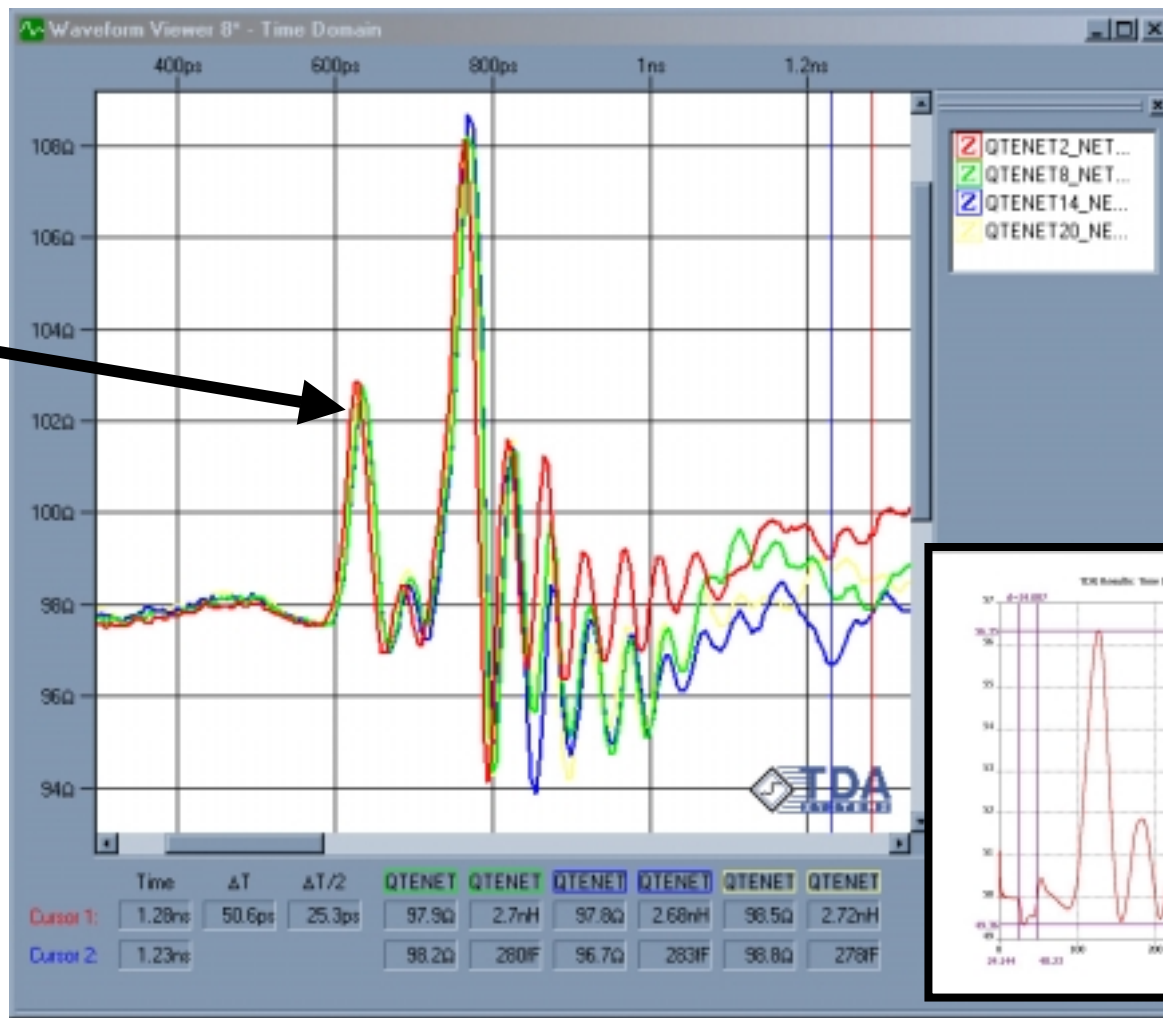 Waveform Viewer 8* - Time Domain
400ps 600ps 800ps 1ns 1.2ns
108Ω
106Ω
104Ω
102Ω
100Ω
98Ω
96Ω
94Ω
Z QTENET2_NET...
Z QTENET8_NET...
Z QTENET14_NE...
Z QTENET20_NE...
TDA
SYSTEMS
Time ΔT ΔT/2 QTENET QTENET QTENET QTENET QTENET QTENET
Cursor 1: 1.28ns 50.6ps 25.3ps 97.9Ω 2.7nH 97.8Ω 2.68nH 98.5Ω 2.72nH
Cursor 2: 1.23ns 98.2Ω 280fF 96.7Ω 283fF 98.8Ω 278fF
100